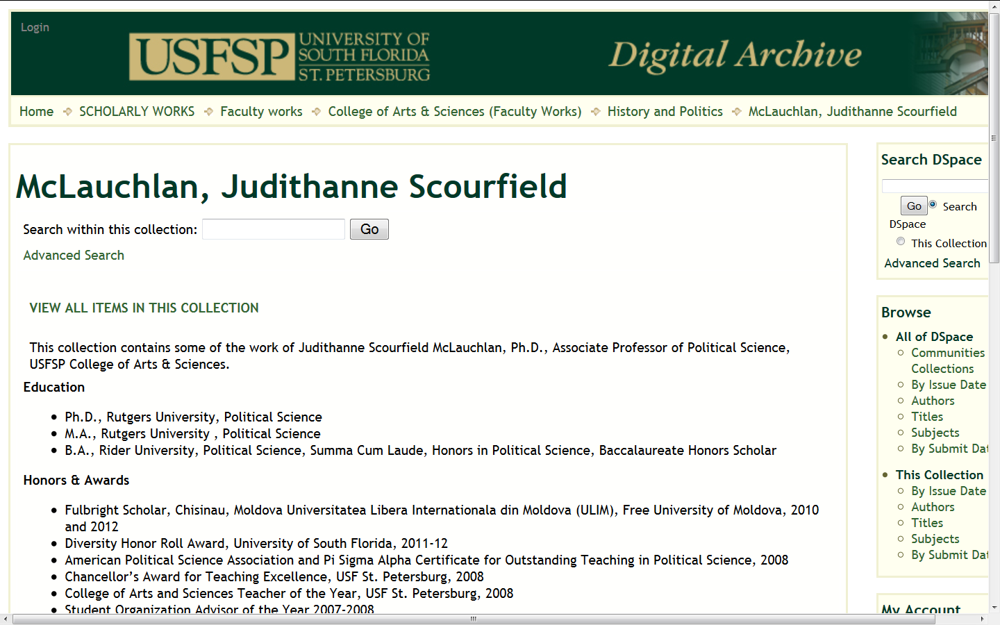 Login
USFSP
UNIVERSITY OF
SOUTH FLORIDA
ST. PETERSBURG
Digital Archive
Home SCHOLARLY WORKS Faculty works College of Arts & Sciences (Faculty Works) History and Politics McLauchlan, Judithanne Scourfield
McLauchlan, Judithanne Scourfield
Search within this collection: Go
Advanced Search
VIEW ALL ITEMS IN THIS COLLECTION
This collection contains some of the work of Judithanne Scourfield McLauchlan, Ph.D., Associate Professor of Political Science,
USFSP College of Arts & Sciences.
Education
Ph.D., Rutgers University, Political Science
M.A., Rutgers University , Political Science
B.A., Rider University, Political Science, Summa Cum Laude, Honors in Political Science, Baccalaureate Honors Scholar
Honors & Awards
Fulbright Scholar, Chisinau, Moldova Universitatea Libera Internationala din Moldova (ULIM), Free University of Moldova, 2010
and 2012
Diversity Honor Roll Award, University of South Florida, 2011-12
American Political Science Association and Pi Sigma Alpha Certificate for Outstanding Teaching in Political Science, 2008
Chancellor's Award for Teaching Excellence, USF St. Petersburg, 2008
College of Arts and Sciences Teacher of the Year, USF St. Petersburg, 2008
Student Organization Advisor of the Year 2007-2008
Search DSpace
Go Search
DSpace
This Collection
Advanced Search
Browse
All of DSpace
Communities
Collections
By Issue Date
Authors
Titles
Subjects
By Submit Dat
This Collection
By Issue Date
Authors
Titles
Subjects
By Submit Dat
My Account